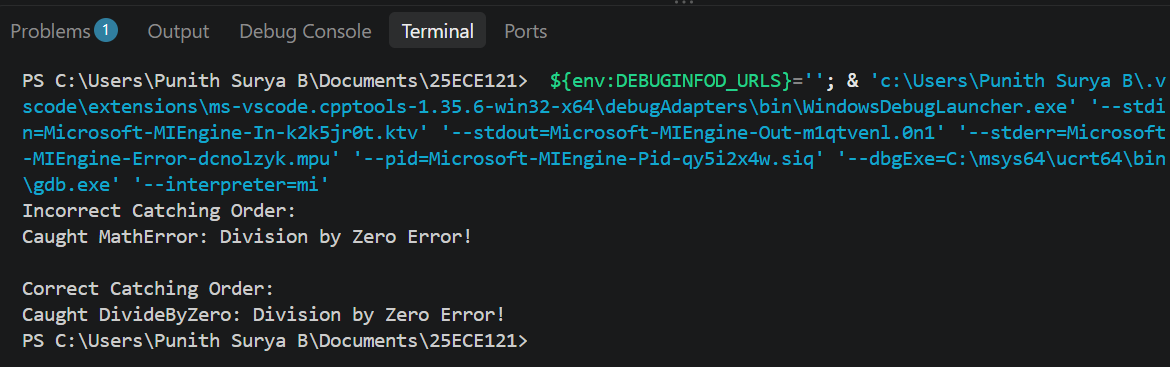 Problems 1 Output Debug Console Terminal Ports
PS C:\Users\Punith Surya B\Documents\25ECE121>  ${env:DEBUGINFOD_URLS}=''; & 'c:\Users\Punith Surya B\.v
scode\extensions\ms-vscode.cpptools-1.35.6-win32-x64\debugAdapters\bin\WindowsDebugLauncher.exe' '--stdi
n=Microsoft-MIEngine-In-k2k5jr0t.ktv' '--stdout=Microsoft-MIEngine-Out-m1qtvenl.0n1' '--stderr=Microsoft
-MIEngine-Error-dcnolzyk.mpu' '--pid=Microsoft-MIEngine-Pid-qy5i2x4w.siq' '--dbgExe=C:\msys64\ucrt64\bin
\gdb.exe' '--interpreter=mi'
Incorrect Catching Order:
Caught MathError: Division by Zero Error!
Correct Catching Order:
Caught DivideByZero: Division by Zero Error!
PS C:\Users\Punith Surya B\Documents\25ECE121>